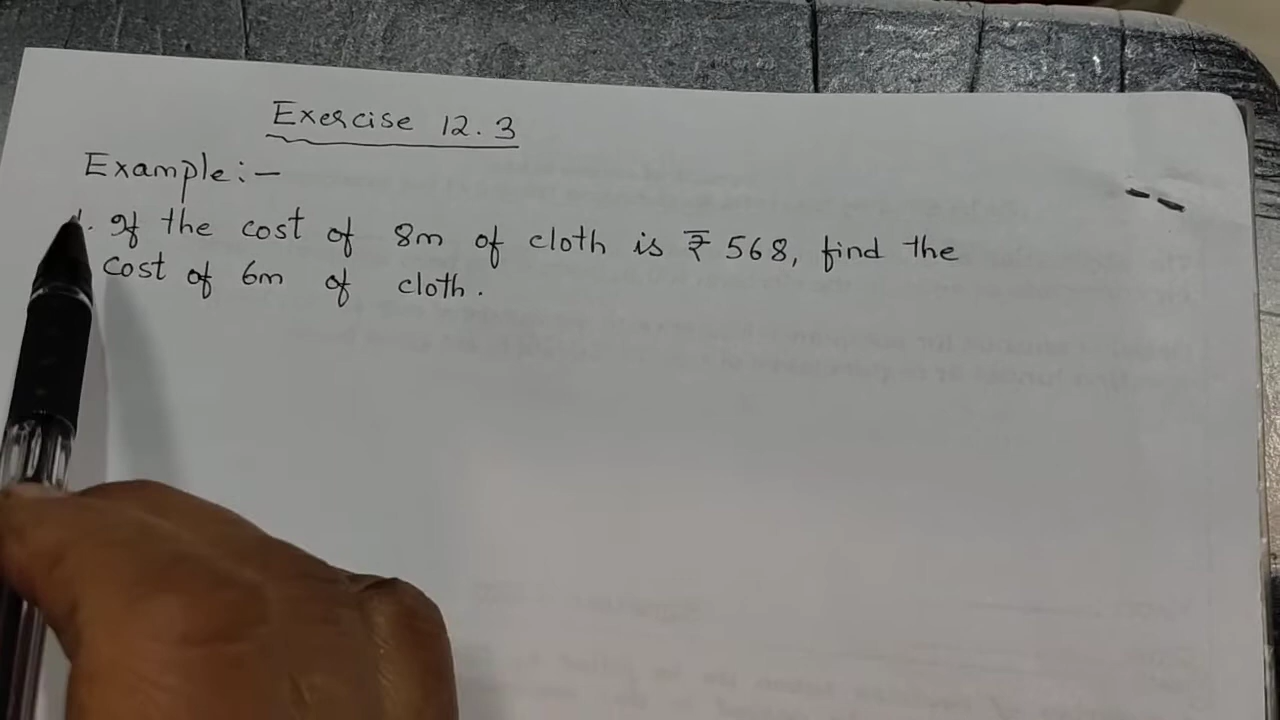 Exercise 12.3
Example:-
1. If the cost of 8m of cloth is ₹ 568, find the
cost of 6m of cloth.